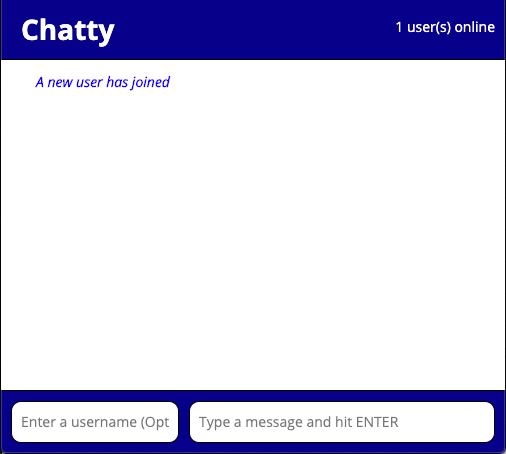 Chatty
1 user(s) online
A new user has joined
Enter a username (Opt
Type a message and hit ENTER